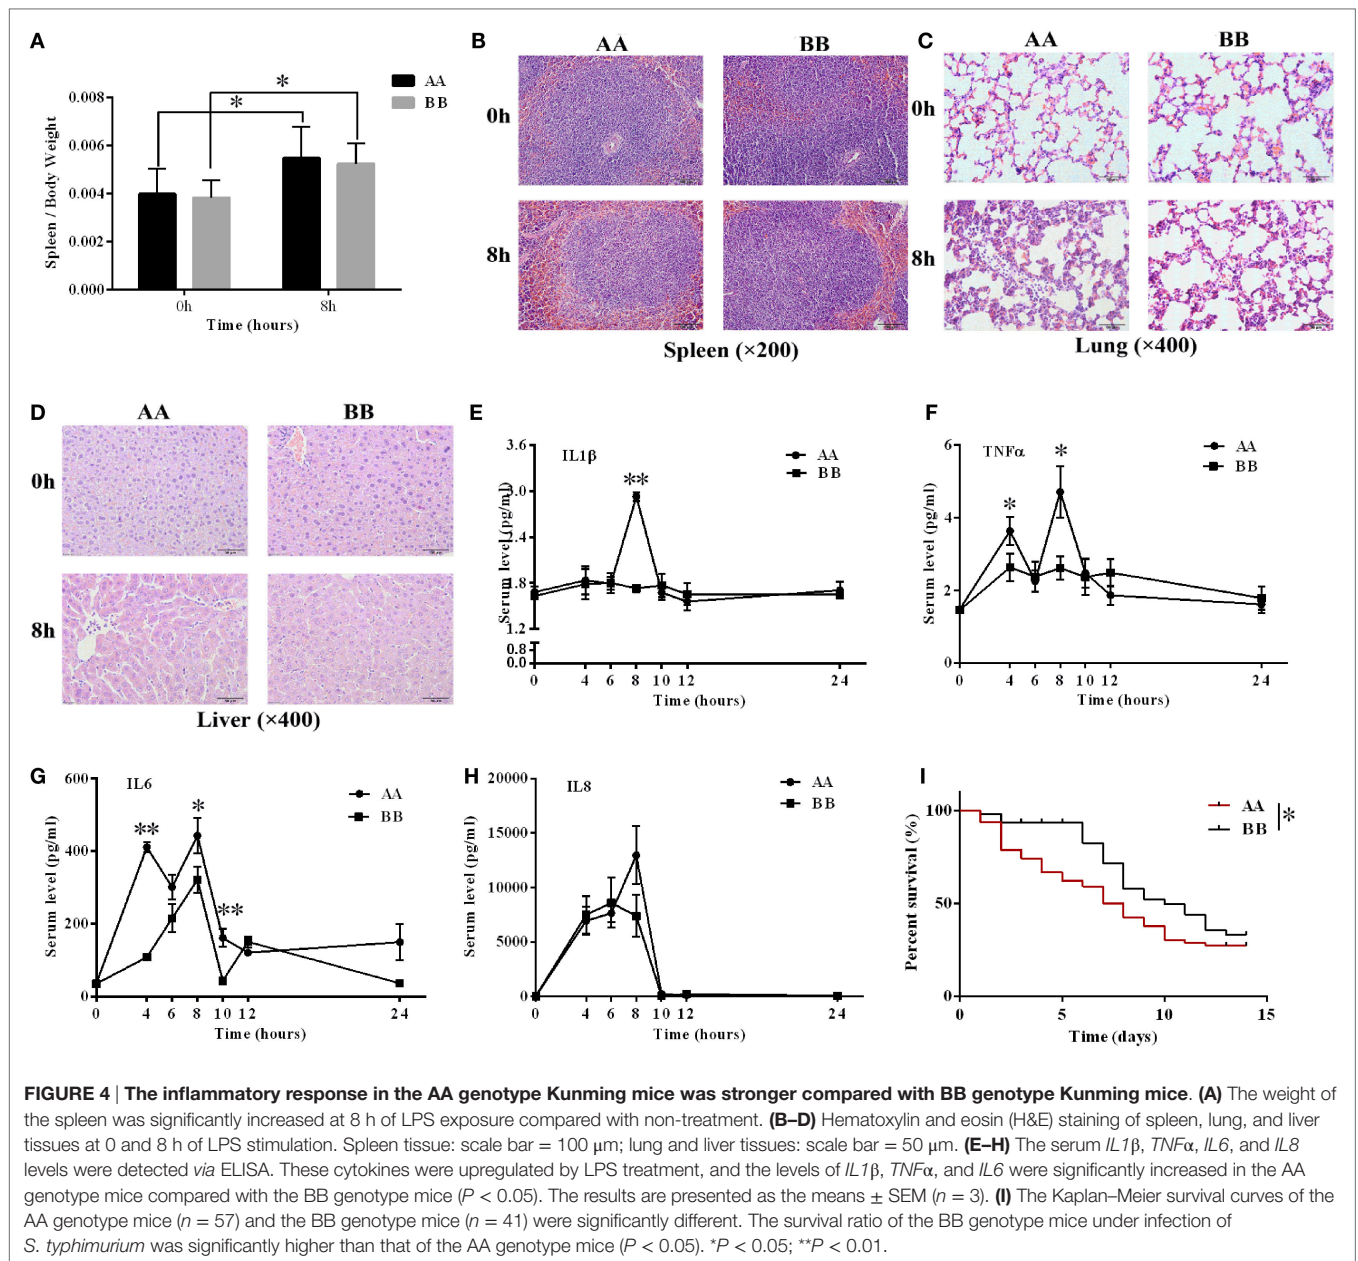 A
AA
BB
*
*
0.008
0.006
0.004
0.002
0.000
Spleen / Body Weight
0h
8h
Time (hours)
B
AA
BB
0h
8h
Spleen (×200)
C
AA
BB
0h
8h
Lung (×400)
D
AA
BB
0h
8h
Liver (×400)
E
IL1β
AA
BB
**
3.6
3.0
2.4
1.8
1.2
0.8
0.0
Serum level (pg/ml)
0 4 6 8 10 12 24
Time (hours)
F
TNFα
AA
BB
*
*
6
4
2
0
Serum level (pg/ml)
0 4 6 8 10 12 24
Time (hours)
G
IL6
AA
BB
**
*
**
600
400
200
0
Serum level (pg/ml)
0 4 6 8 10 12 24
Time (hours)
H
IL8
AA
BB
20000
15000
10000
5000
0
Serum level (pg/ml)
0 4 6 8 10 12 24
Time (hours)
I
AA
BB
*
100
50
0
Percent survival (%)
0 5 10 15
Time (days)
FIGURE 4 | The inflammatory response in the AA genotype Kunming mice was stronger compared with BB genotype Kunming mice. (A) The weight of
the spleen was significantly increased at 8 h of LPS exposure compared with non-treatment. (B–D) Hematoxylin and eosin (H&E) staining of spleen, lung, and liver
tissues at 0 and 8 h of LPS stimulation. Spleen tissue: scale bar = 100 μm; lung and liver tissues: scale bar = 50 μm. (E–H) The serum IL1β, TNFα, IL6, and IL8
levels were detected via ELISA. These cytokines were upregulated by LPS treatment, and the levels of IL1β, TNFα, and IL6 were significantly increased in the AA
genotype mice compared with the BB genotype mice (P < 0.05). The results are presented as the means ± SEM (n = 3). (I) The Kaplan–Meier survival curves of the
AA genotype mice (n = 57) and the BB genotype mice (n = 41) were significantly different. The survival ratio of the BB genotype mice under infection of
S. typhimurium was significantly higher than that of the AA genotype mice (P < 0.05). *P < 0.05; **P < 0.01.